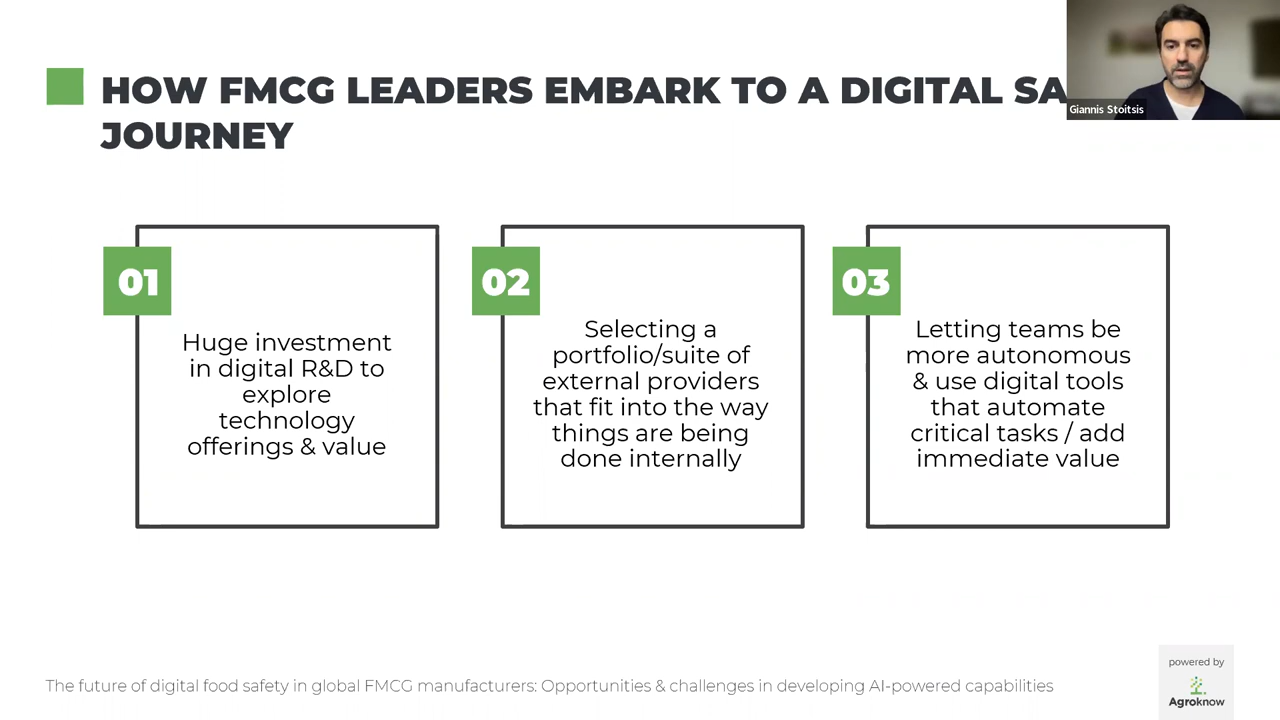 HOW FMCG LEADERS EMBARK TO A DIGITAL SA
JOURNEY
Giannis Stoitsis
01
Huge investment
in digital R&D to
explore
technology
offerings & value
02
Selecting a
portfolio/suite of
external providers
that fit into the way
things are being
done internally
03
Letting teams be
more autonomous
& use digital tools
that automate
critical tasks / add
immediate value
The future of digital food safety in global FMCG manufacturers: Opportunities & challenges in developing AI-powered capabilities
powered by
Agroknow